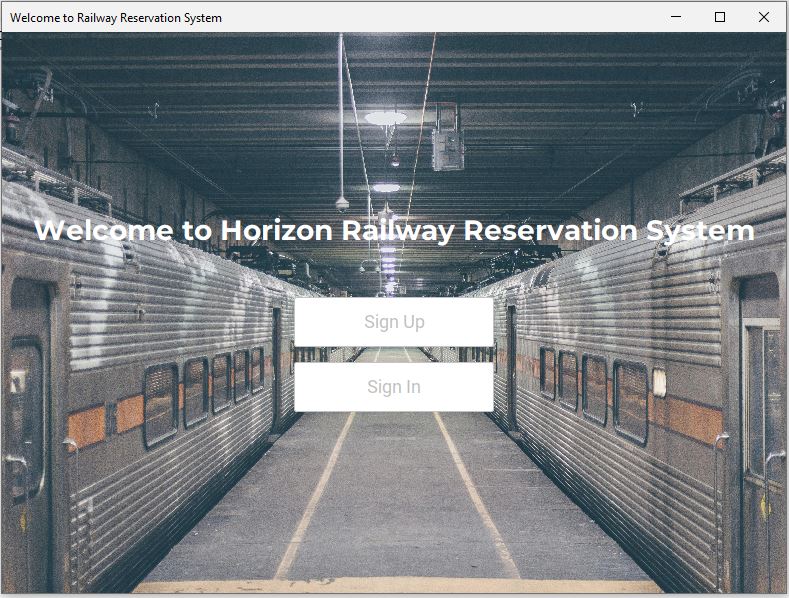 Welcome to Railway Reservation System
Welcome to Horizon Railway Reservation System
Sign Up
Sign In